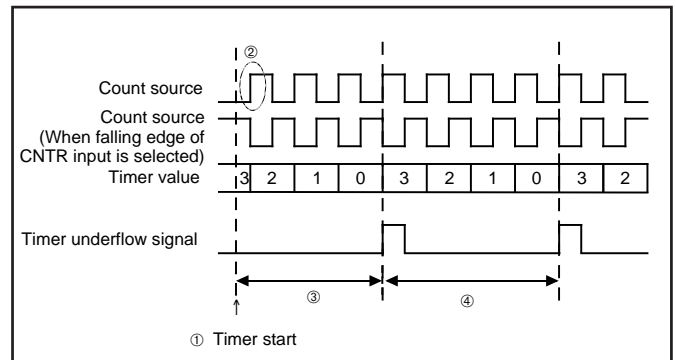 ②
Count source
Count source
(When falling edge of
CNTR input is selected)
Timer value 3 2 1 0 3 2 1 0 3 2
Timer underflow signal
③ ④
① Timer start